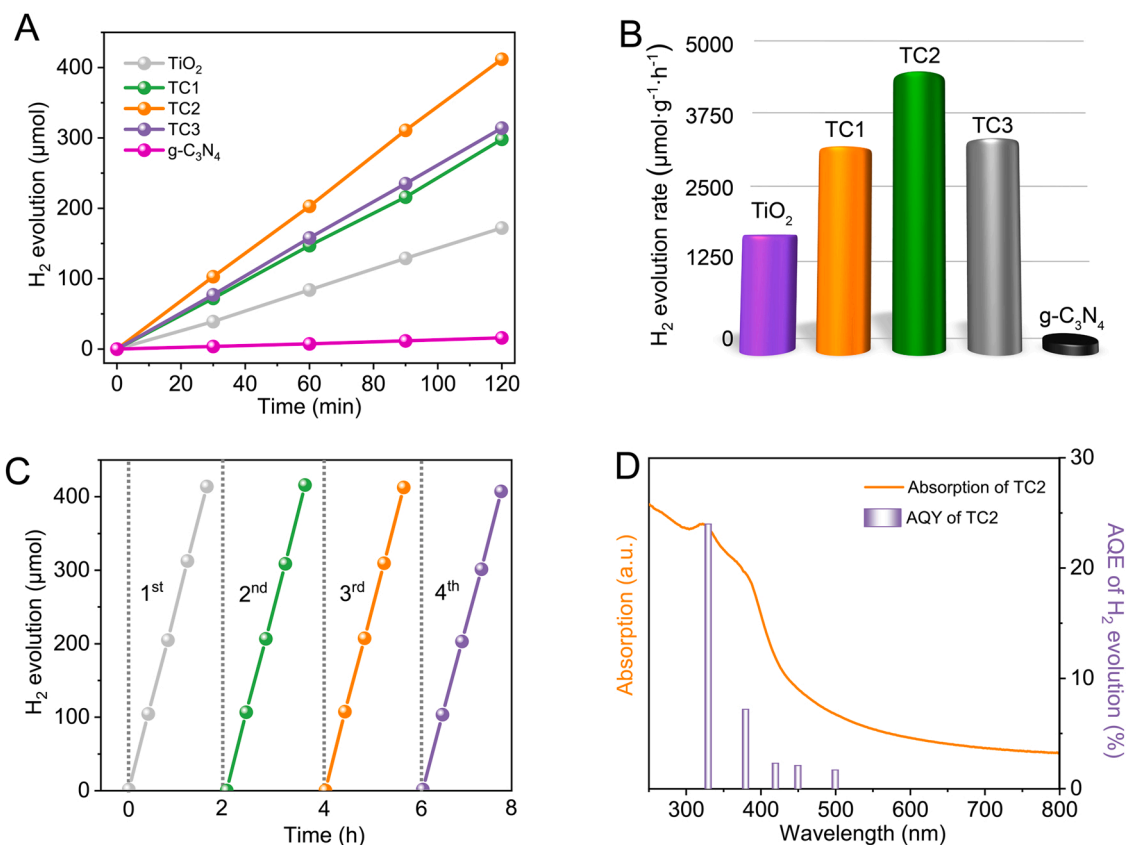 A
H₂ evolution (μmol)
400
300
200
100
0
TiO₂
TC1
TC2
TC3
g-C₃N₄
0 20 40 60 80 100 120
Time (min)
B
H₂ evolution rate (μmol·g⁻¹·h⁻¹)
5000
3750
2500
1250
0
TiO₂
TC1
TC2
TC3
g-C₃N₄
C
H₂ evolution (μmol)
400
300
200
100
0
1st
2nd
3rd
4th
0 2 4 6 8
Time (h)
D
Absorption (a.u.)
Absorption of TC2
AQY of TC2
30
20
10
0
AQE of H₂ evolution (%)
300 400 500 600 700 800
Wavelength (nm)